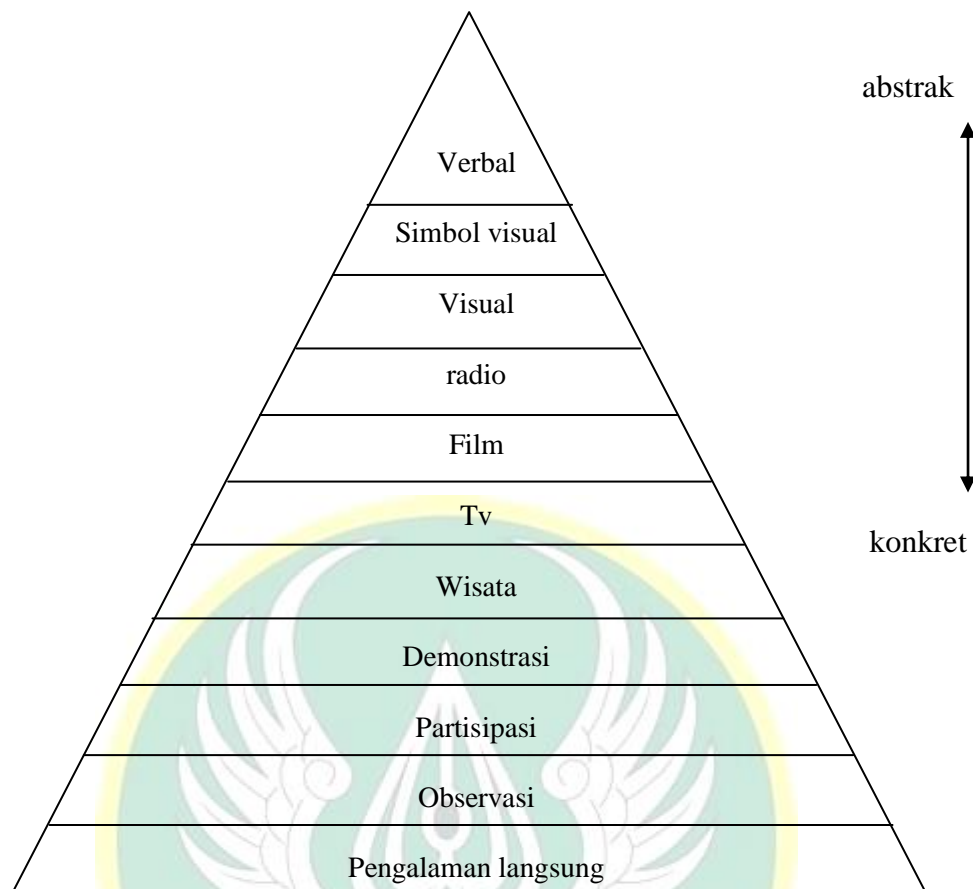 abstrak
Verbal
Simbol visual
Visual
radio
Film
Tv
konkret
Wisata
Demonstrasi
Partisipasi
Observasi
Pengalaman langsung